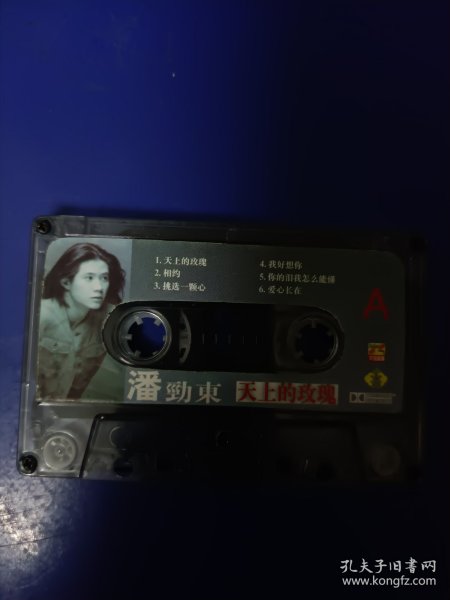 1. 天上的玫瑰
2. 相约
3. 挑选一颗心
4. 我好想你
5. 你的泪我怎么能懂
6. 爱心长在
A
潘劲東 天上的玫瑰
孔夫子旧书网
www.kongfz.com